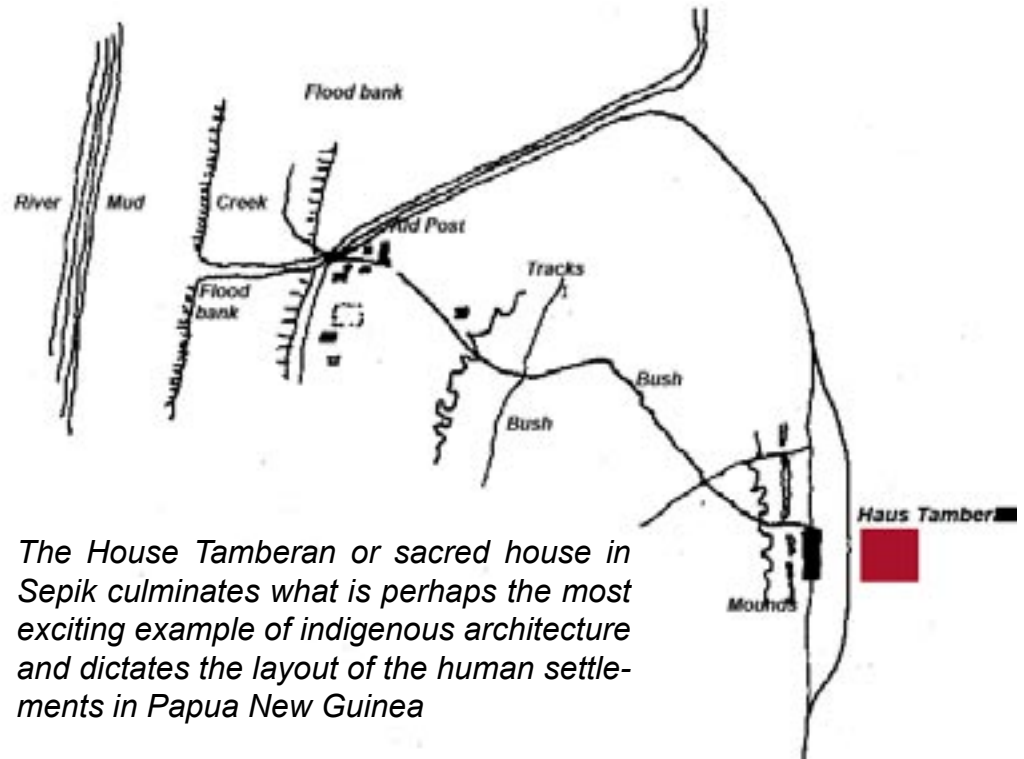 Flood bank
River
Mud
Creek
Aid Post
Flood
bank
Tracks
Bush
Bush
Haus Tambera
Mounds
The House Tamberan or sacred house in
Sepik culminates what is perhaps the most
exciting example of indigenous architecture
and dictates the layout of the human settle-
ments in Papua New Guinea